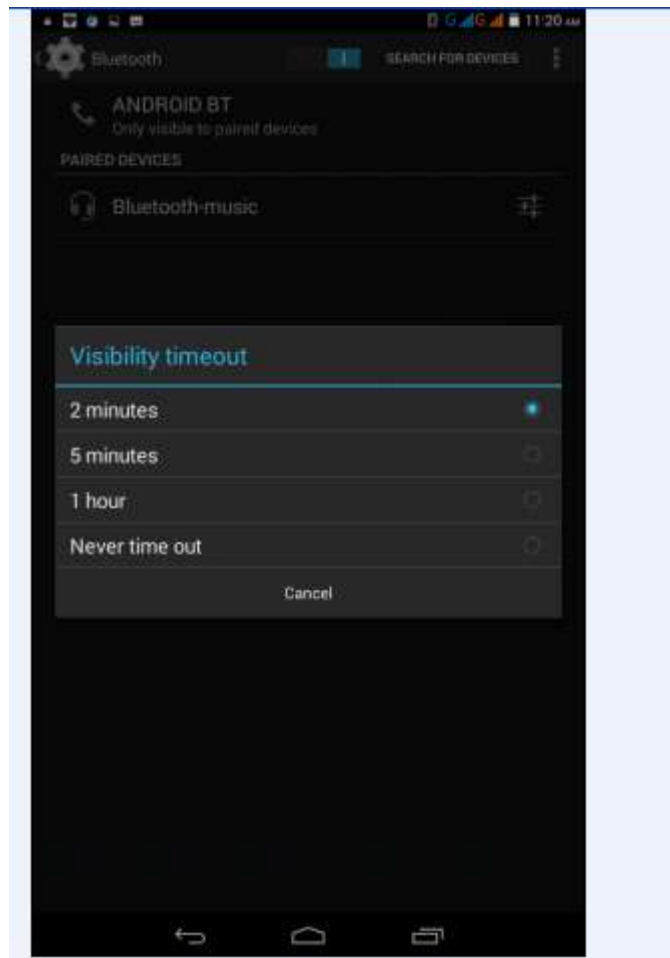 G G 11:20 AM
Bluetooth
SEARCH FOR DEVICES
ANDROID BT
Only visible to paired devices
PAIRED DEVICES
Bluetooth-music
Visibility timeout
2 minutes
5 minutes
1 hour
Never time out
Cancel